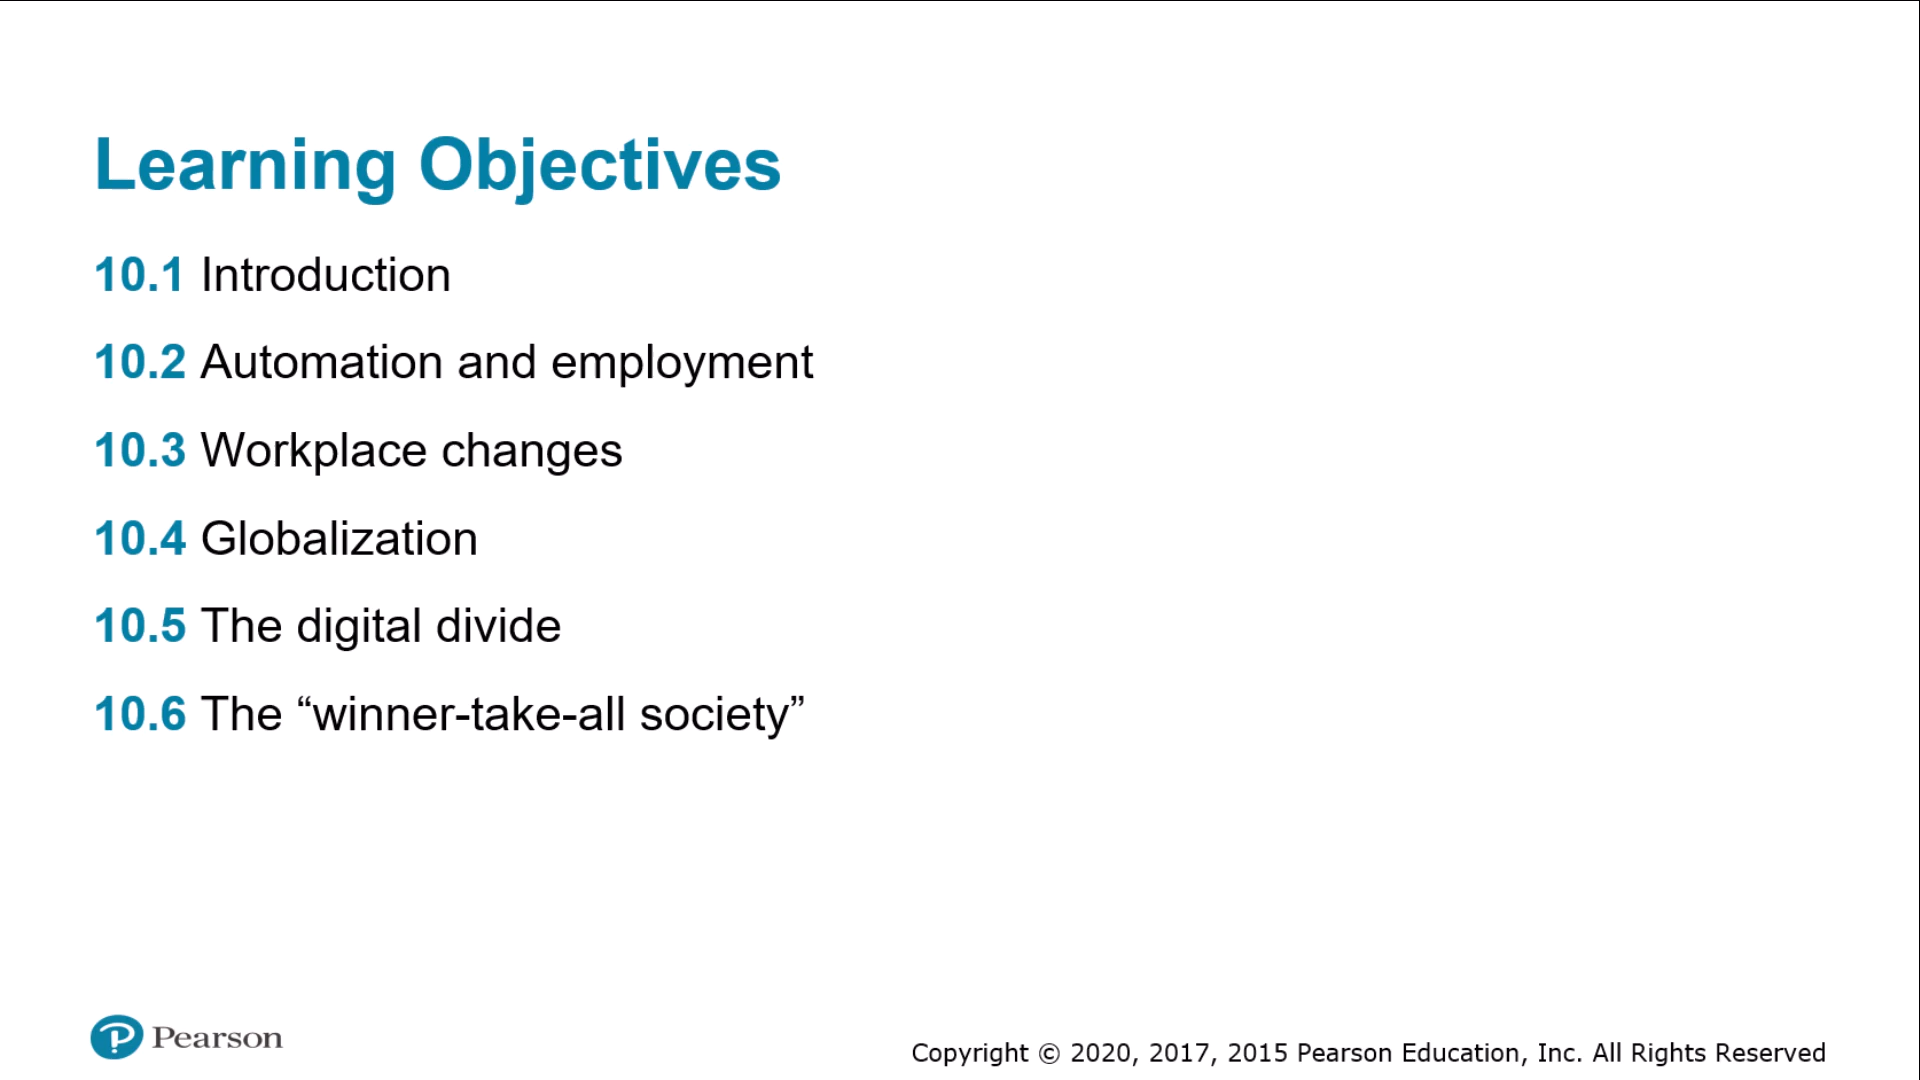 Learning Objectives
10.1 Introduction
10.2 Automation and employment
10.3 Workplace changes
10.4 Globalization
10.5 The digital divide
10.6 The “winner-take-all society”
Pearson
Copyright © 2020, 2017, 2015 Pearson Education, Inc. All Rights Reserved